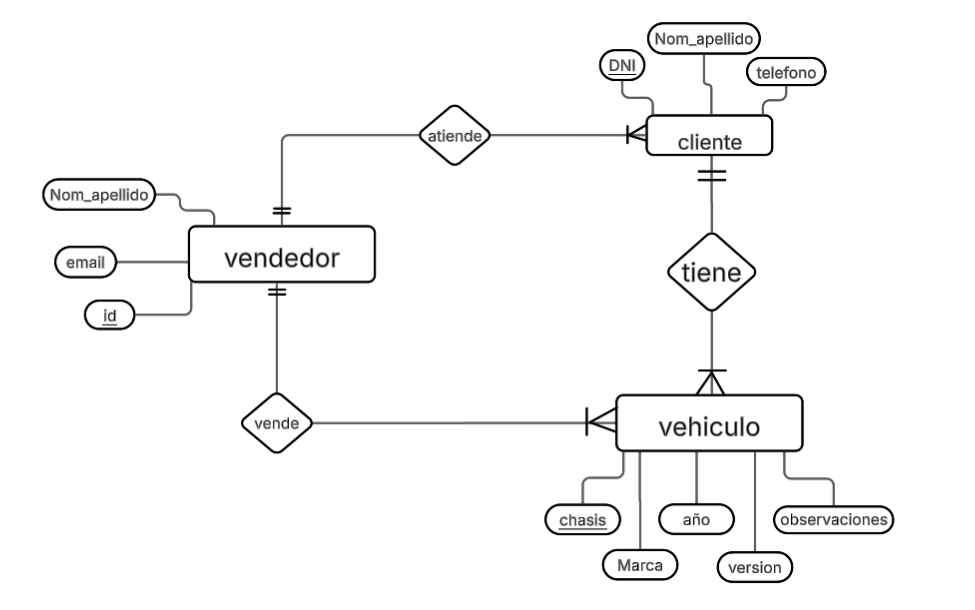 Nom_apellido
DNI
telefono
atiende
cliente
Nom_apellido
vendedor
email
tiene
id
vende
vehiculo
chasis
año
observaciones
Marca
version